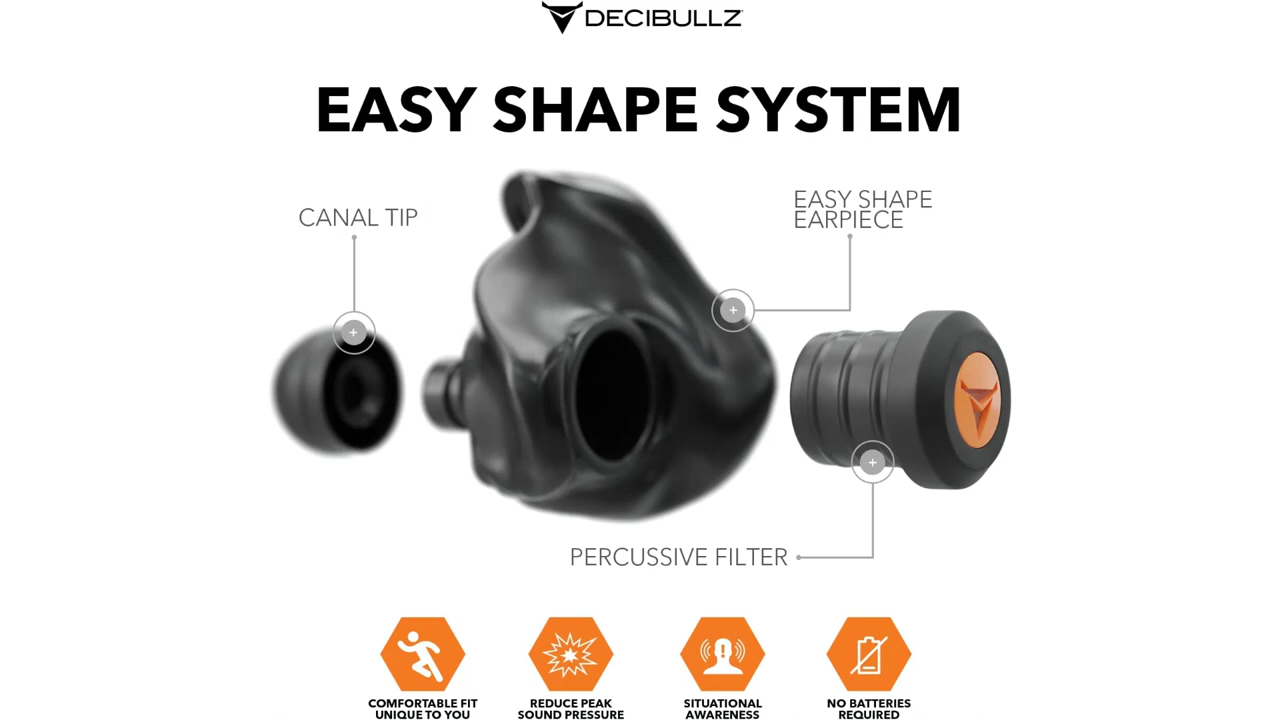 DECIBULLZ
EASY SHAPE SYSTEM
CANAL TIP
EASY SHAPE
EARPIECE
PERCUSSIVE FILTER
COMFORTABLE FIT
UNIQUE TO YOU
REDUCE PEAK
SOUND PRESSURE
SITUATIONAL
AWARENESS
NO BATTERIES
REQUIRED